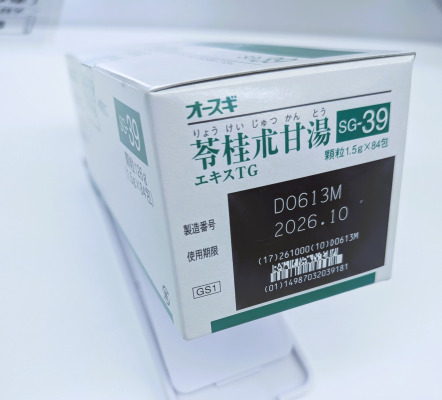 オースギ
りょう けい じゅつ かん とう
苓桂朮甘湯
SG-39
エキスTG
顆粒1.5g×84包
製造番号
D0613M
使用期限
2026.10
(17)261000(10)D0613M
GS1
(01)14987032039181
SG-39